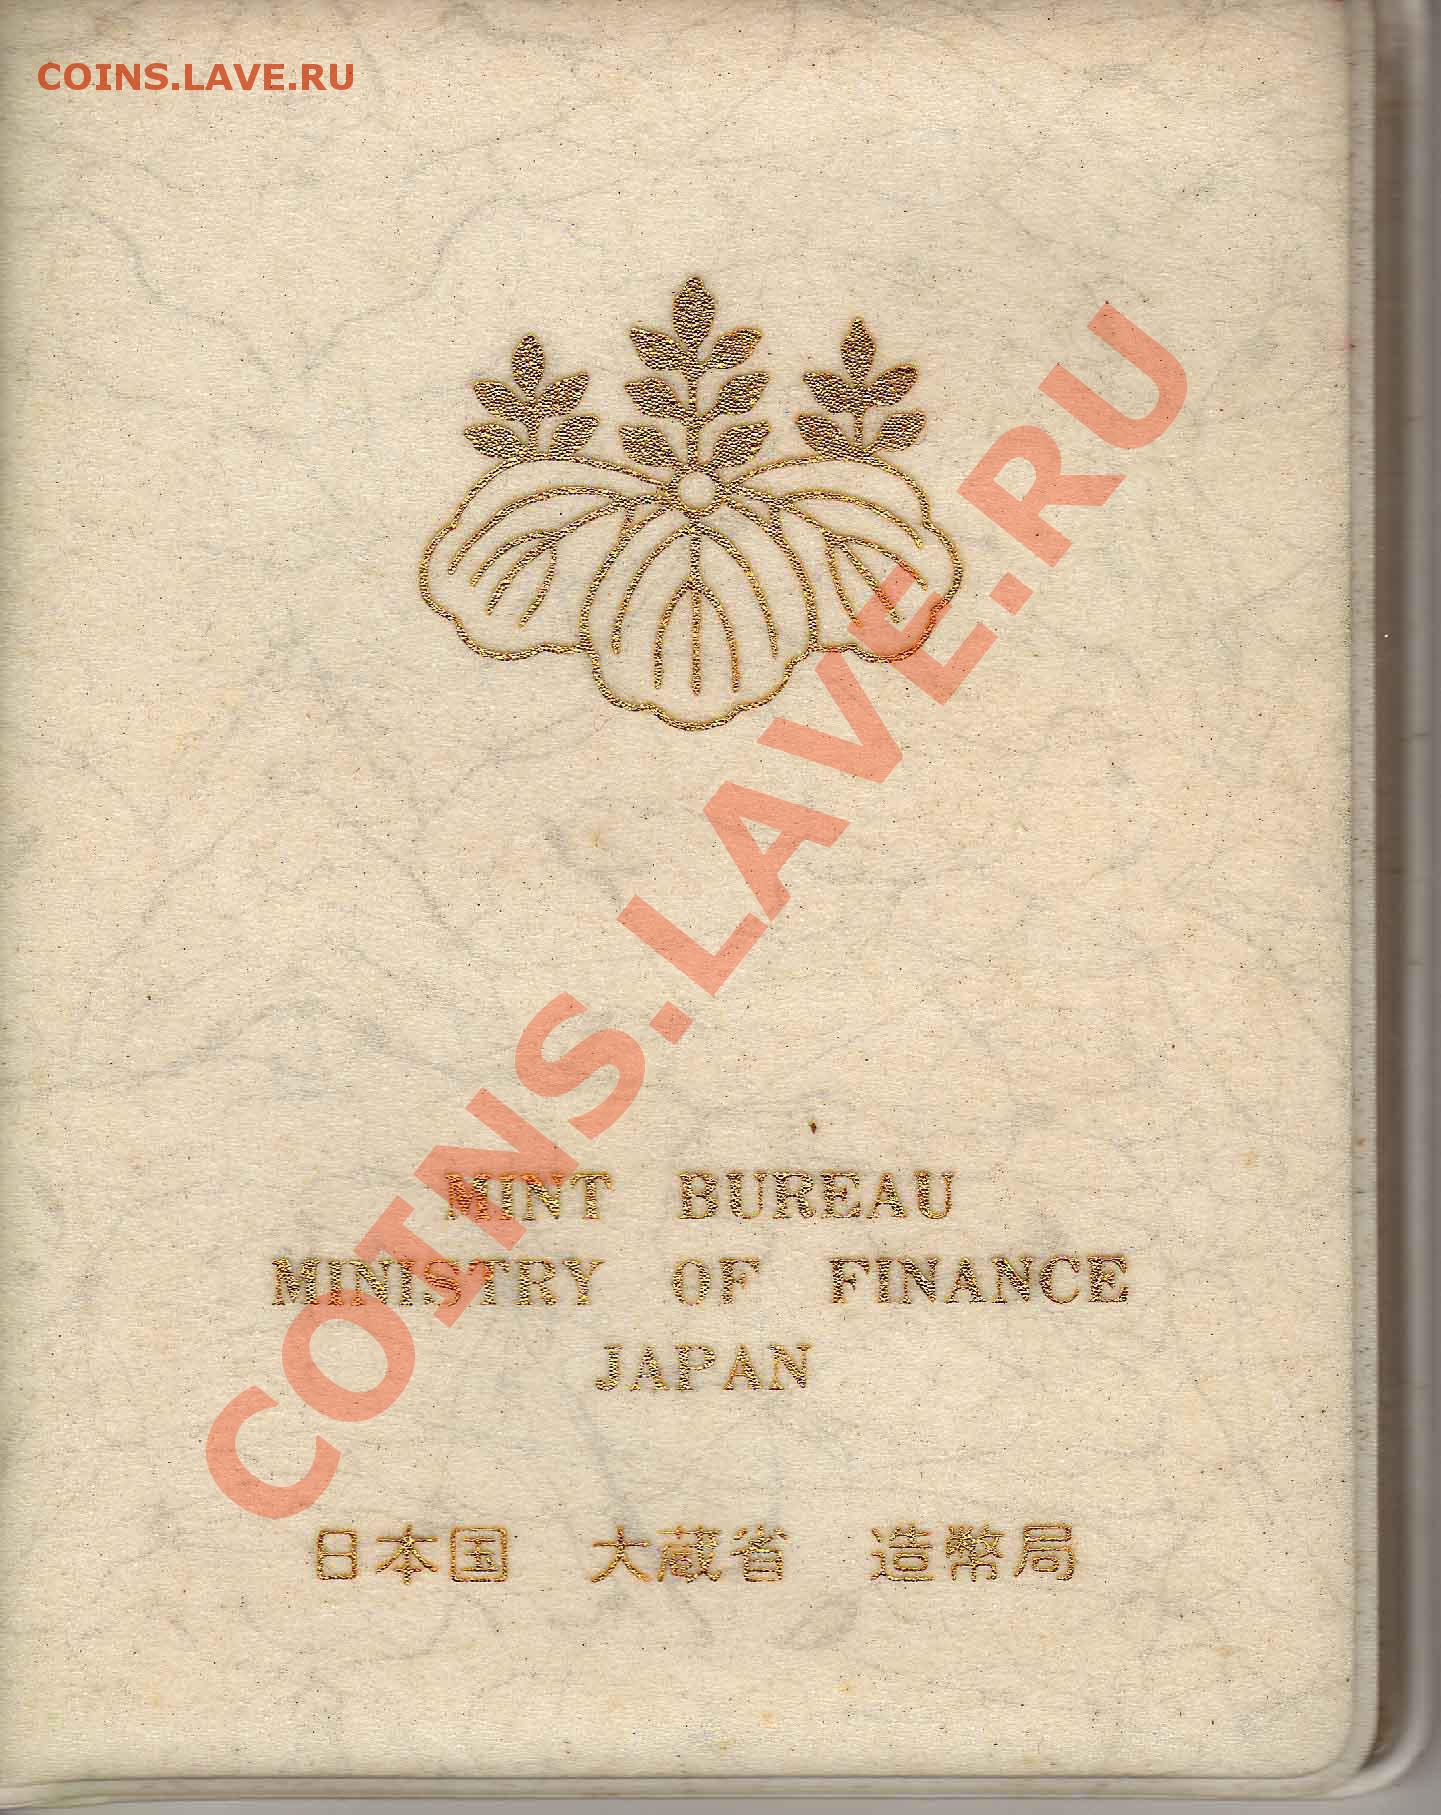 COINS.LAVE.RU
COINS.LAVE.RU
MINT BUREAU
MINISTRY OF FINANCE
JAPAN
日本国 大蔵省 造幣局